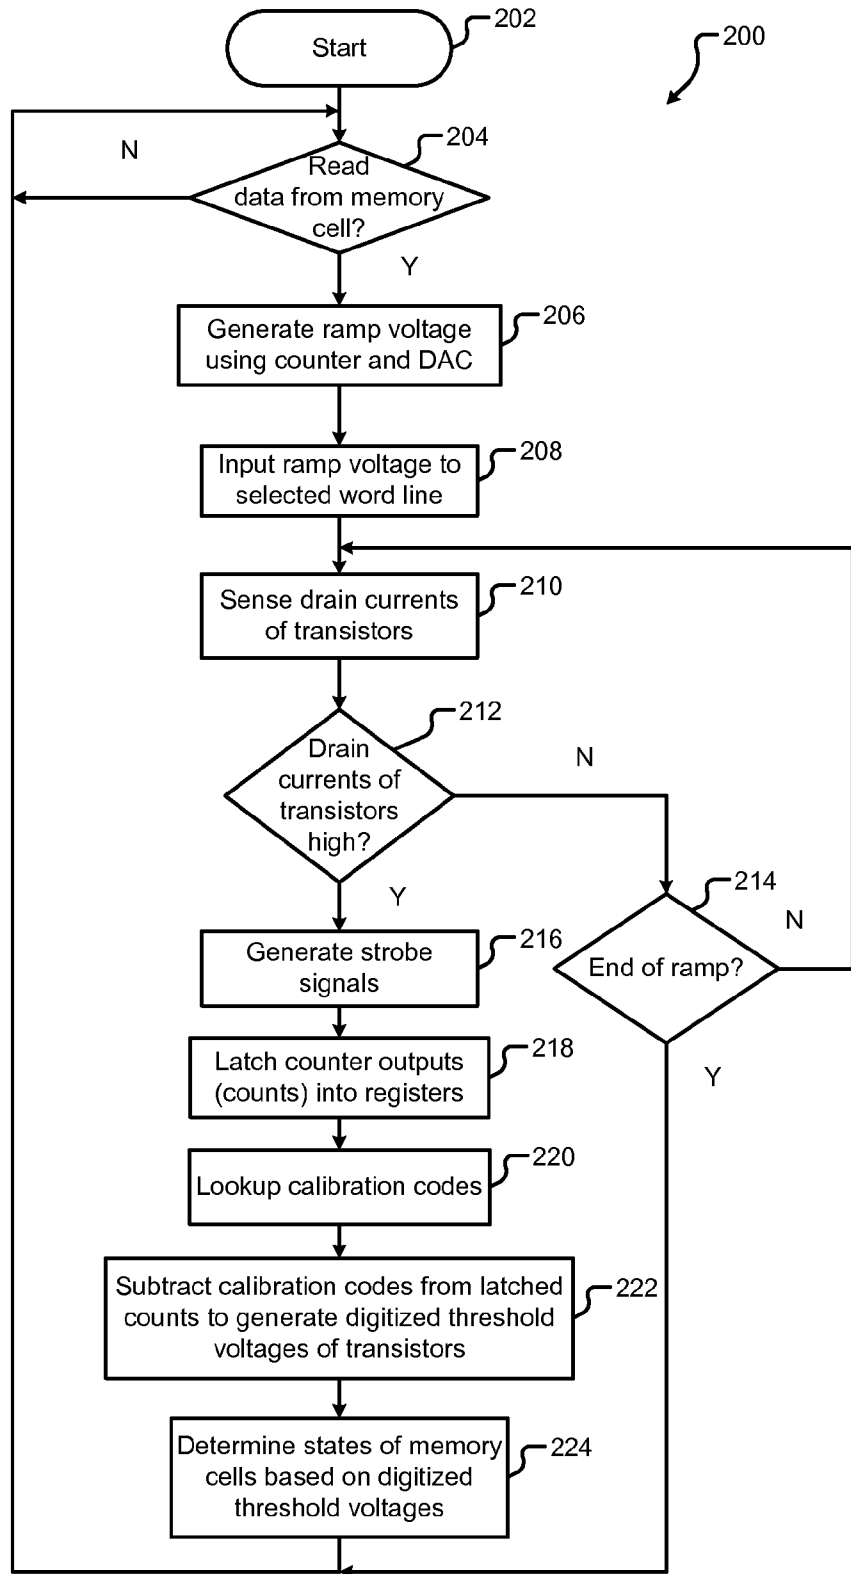 Start
202
200
N
204
Read
data from memory
cell?
Y
Generate ramp voltage
using counter and DAC
206
Input ramp voltage to
selected word line
208
Sense drain currents
of transistors
210
212
Drain
currents of
transistors
high?
N
Y
214
End of ramp?
N
Y
Generate strobe
signals
216
Latch counter outputs
(counts) into registers
218
Lookup calibration codes
220
Subtract calibration codes from latched
counts to generate digitized threshold
voltages of transistors
222
Determine states of memory
cells based on digitized
threshold voltages
224